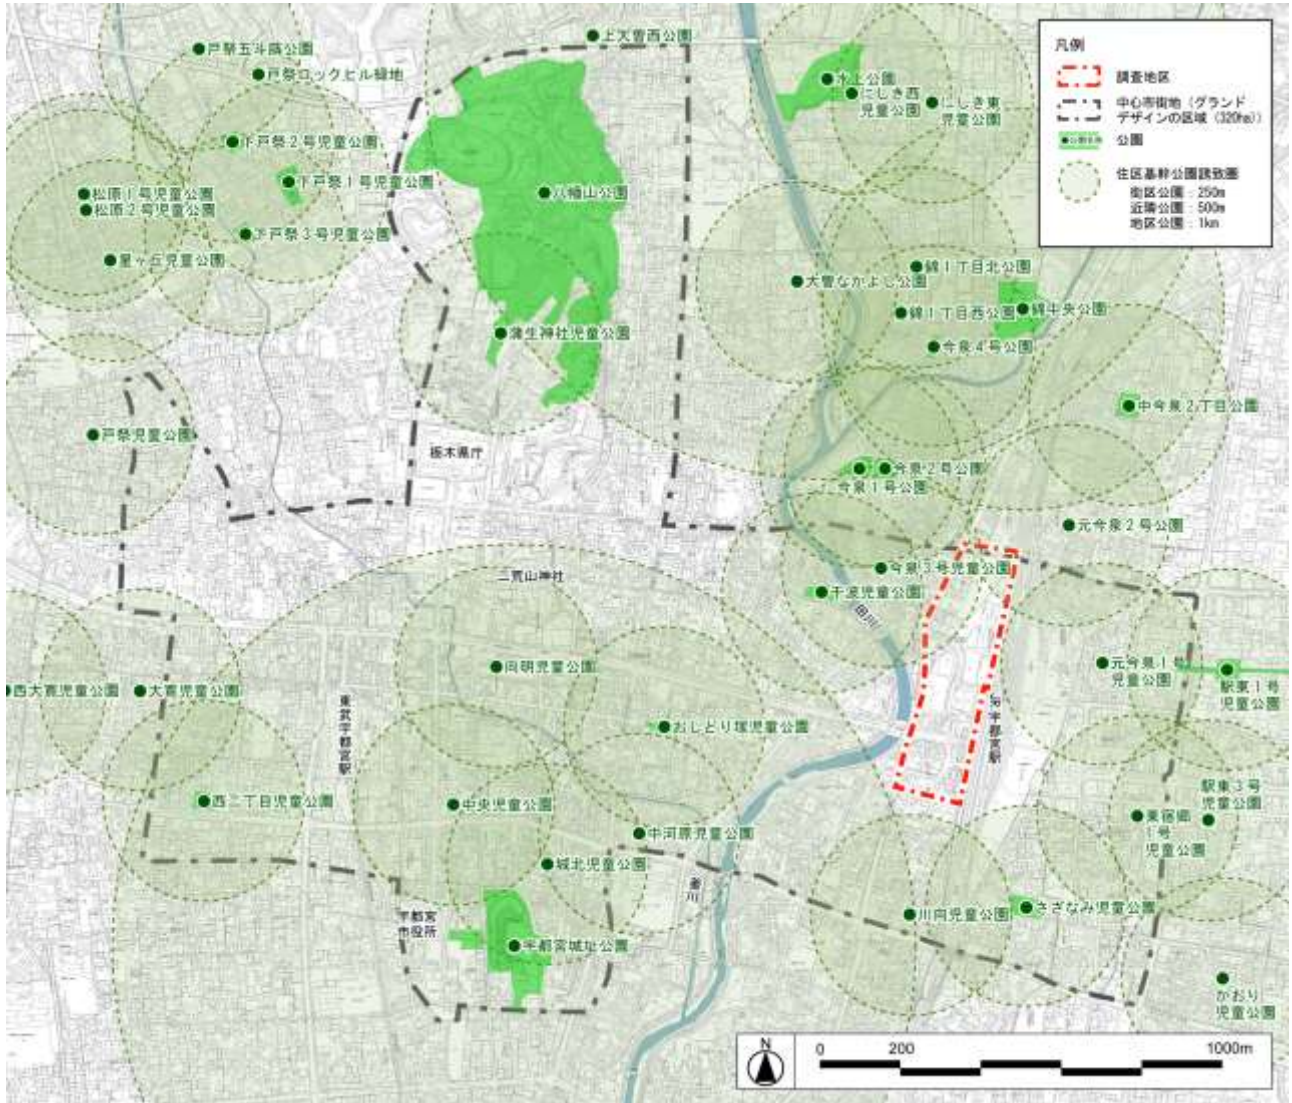 戸祭五斗蒔公園
戸祭ロックヒル緑地
上大曽西公園
水上公園
にしき西
児童公園
にしき東
児童公園
凡例
調査地区
中心市街地（グランド
デザインの区域（320ha））
公園
住区基幹公園誘致圏
街区公園：250m
近隣公園：500m
地区公園：1km
下戸祭２号児童公園
下戸祭１号児童公園
松原１号児童公園
松原２号児童公園
下戸祭３号児童公園
星ヶ丘児童公園
八幡山公園
蒲生神社児童公園
錦１丁目北公園
大曽なかよし公園
錦１丁目西公園
錦中央公園
今泉４号公園
中今泉２丁目公園
戸祭児童公園
栃木県庁
今泉２号公園
今泉１号公園
元今泉２号公園
二荒山神社
今泉３号児童公園
千波児童公園
田川
西大寛児童公園
大寛児童公園
尚明児童公園
元今泉１号
児童公園
駅東１号
児童公園
東武宇都宮駅
おしどり塚児童公園
JR宇都宮駅
西二丁目児童公園
中央児童公園
中河原児童公園
城北児童公園
駅東３号
児童公園
東宿郷
１号
児童公園
釜川
宇都宮
市役所
宇都宮城址公園
川向児童公園
さざなみ児童公園
かおり
児童公園
N
0 200 1000m